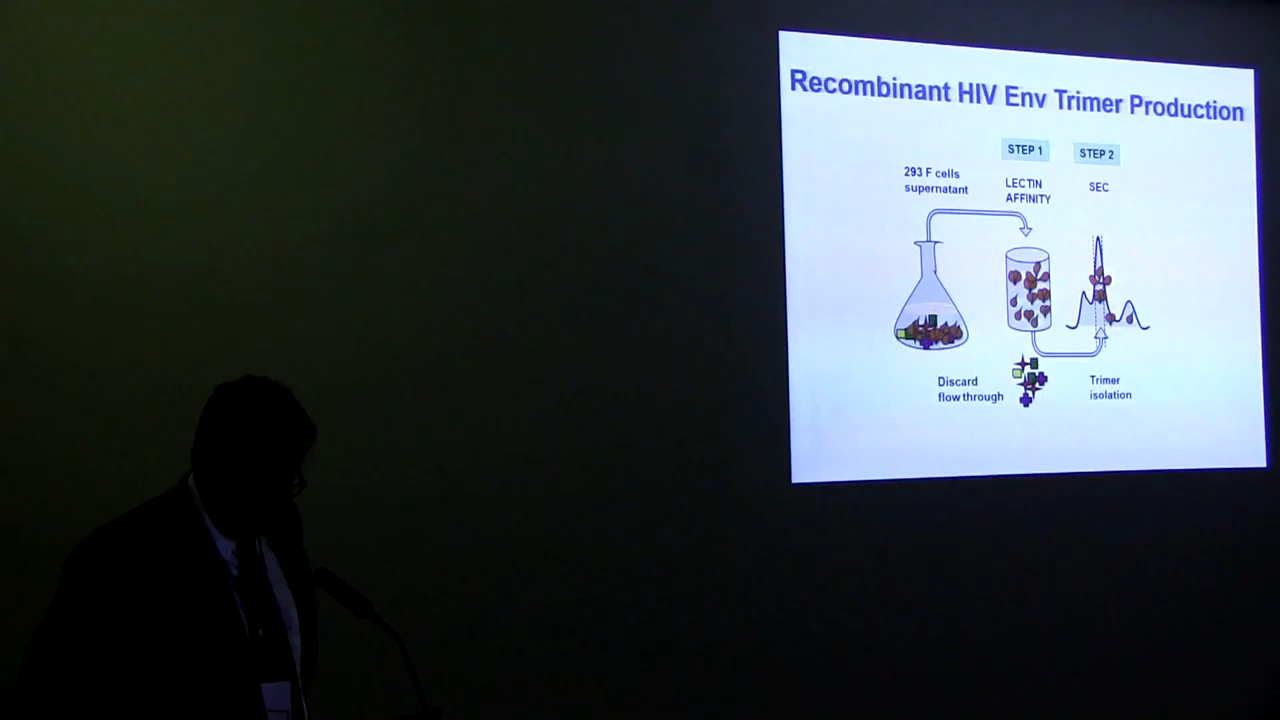 Recombinant HIV Env Trimer Production
STEP 1
STEP 2
293 F cells
supernatant
LECTIN
AFFINITY
SEC
Discard
flow through
Trimer
isolation